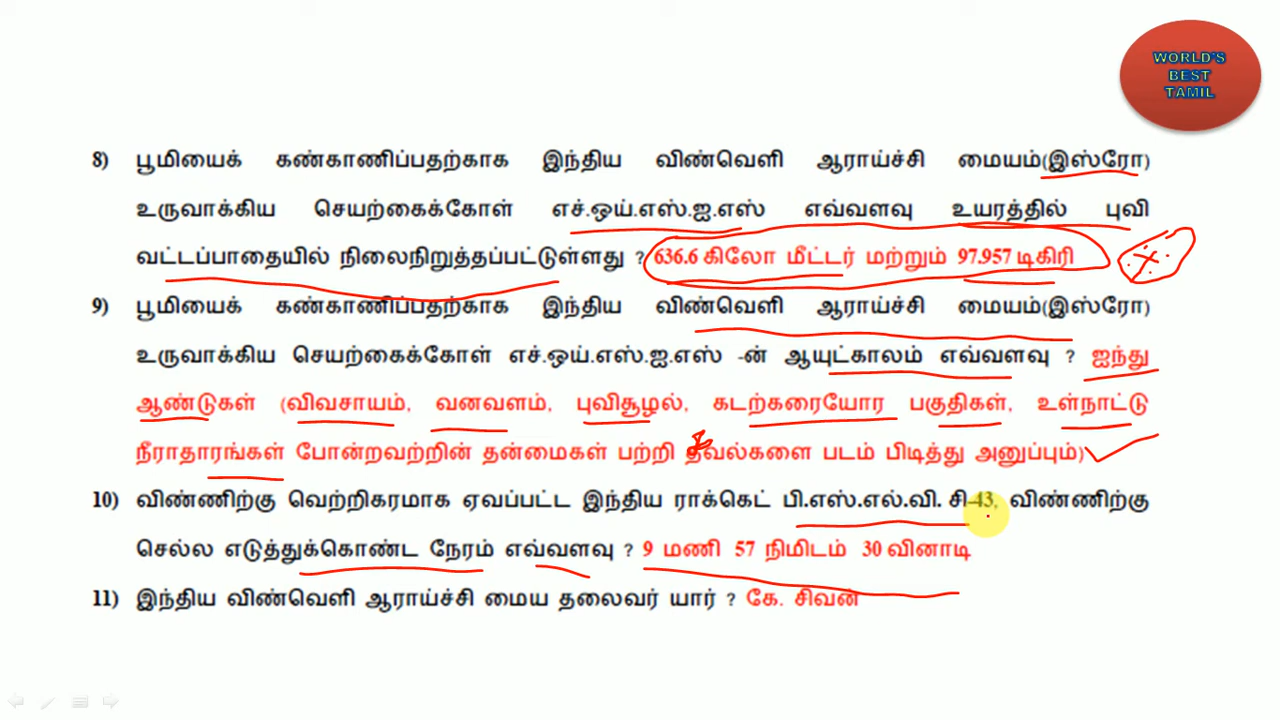 WORLD'S
BEST
TAMIL
8) பூமியைக் கண்காணிப்பதற்காக இந்திய விண்வெளி ஆராய்ச்சி மையம்(இஸ்ரோ)
உருவாக்கிய செயற்கைக்கோள் எச்.ஒய்.எஸ்.ஐ.எஸ் எவ்வளவு உயரத்தில் புவி
வட்டப்பாதையில் நிலைநிறுத்தப்பட்டுள்ளது ? 636.6 கிலோ மீட்டர் மற்றும் 97.957 டிகிரி
9) பூமியைக் கண்காணிப்பதற்காக இந்திய விண்வெளி ஆராய்ச்சி மையம்(இஸ்ரோ)
உருவாக்கிய செயற்கைக்கோள் எச்.ஒய்.எஸ்.ஐ.எஸ் -ன் ஆயுட்காலம் எவ்வளவு ? ஐந்து
ஆண்டுகள் (விவசாயம், வனவளம், புவிசூழல், கடற்கரையோர பகுதிகள், உள்நாட்டு
நீராதாரங்கள் போன்றவற்றின் தன்மைகள் பற்றி தகவல்களை படம் பிடித்து அனுப்பும்)
10) விண்ணிற்கு வெற்றிகரமாக ஏவப்பட்ட இந்திய ராக்கெட் பி.எஸ்.எல்.வி. சி-43, விண்ணிற்கு
செல்ல எடுத்துக்கொண்ட நேரம் எவ்வளவு ? 9 மணி 57 நிமிடம் 30 வினாடி
11) இந்திய விண்வெளி ஆராய்ச்சி மைய தலைவர் யார் ? கே. சிவன்